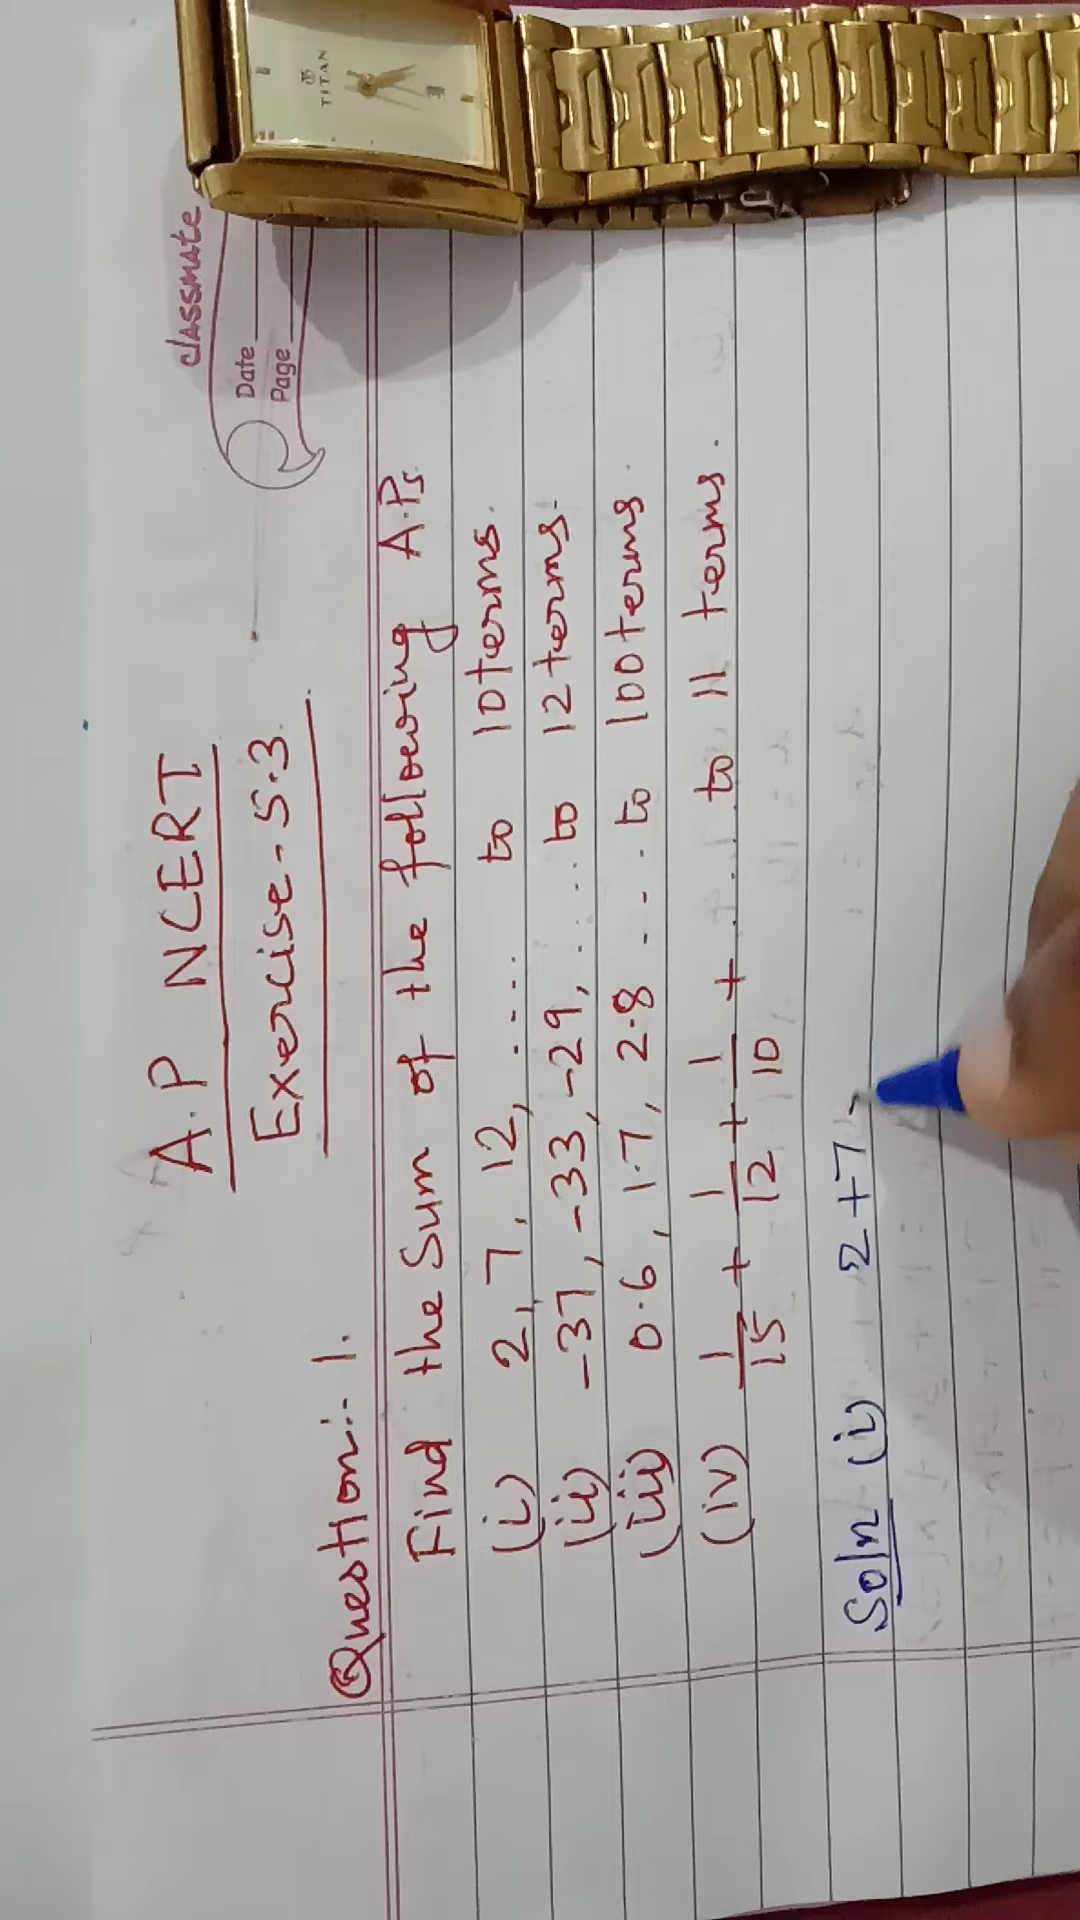 TITAN
classmate
Date
Page
A.P NCERT
Exercise-5.3
Question:- 1.
Find the Sum of the following A.Ps
(i) 2, 7, 12, .... to 10 terms.
(ii) -37, -33, -29, .... to 12 terms.
(iii) 0.6, 1.7, 2.8 ... to 100 terms.
(iv) 1/15 + 1/12 + 1/10 + ... to 11 terms.
Soln (i) 2+7